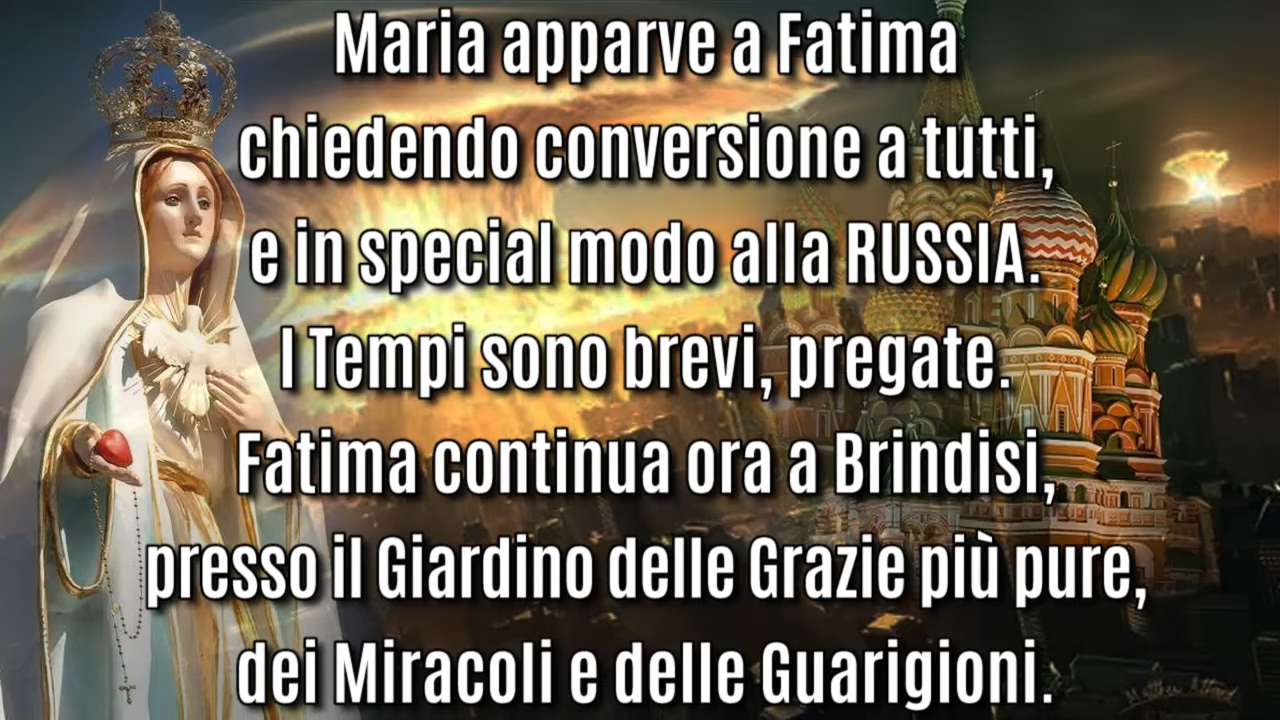 Maria apparve a Fatima
chiedendo conversione a tutti,
e in special modo alla RUSSIA.
I Tempi sono brevi, pregate.
Fatima continua ora a Brindisi,
presso il Giardino delle Grazie più pure,
dei Miracoli e delle Guarigioni.